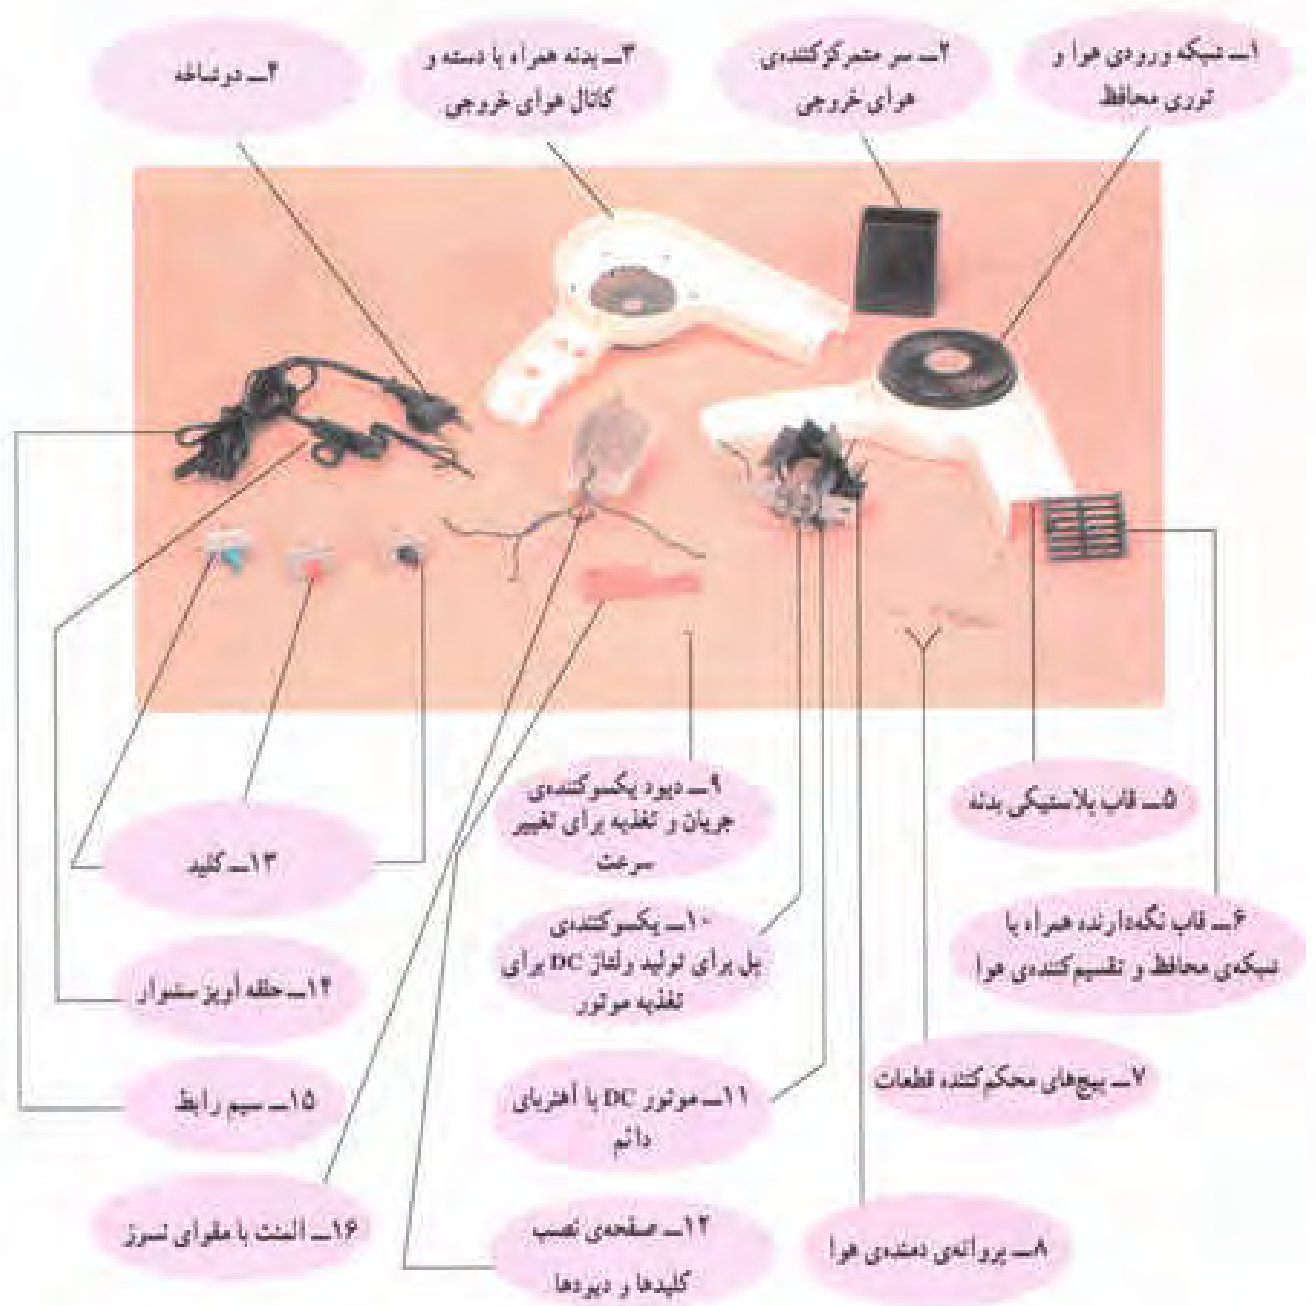 ۱ــ شبکه ورودی هوا و
توری محافظ
۲ــ سر متمرکزکننده‌ی
هوای خروجی
۳ــ بدنه همراه با دسته و
کانال هوای خروجی
۴ــ دوشاخه
۵ــ قاب پلاستیکی بدنه
۶ــ قاب نگه‌دارنده همراه با
شبکه‌ی محافظ و تقسیم‌کننده‌ی هوا
۷ــ پیچ‌های محکم‌کننده قطعات
۸ــ پروانه‌ی دمنده‌ی هوا
۹ــ دیود یکسوکننده‌ی
جریان و تغذیه برای تغییر
سرعت
۱۰ــ یکسوکننده‌ی
پل برای تولید ولتاژ DC برای
تغذیه موتور
۱۱ــ موتور DC با آهنربای
دائم
۱۲ــ صفحه‌ی نصب
کلیدها و دیودها
۱۳ــ کلید
۱۴ــ حلقه آویز سشوار
۱۵ــ سیم رابط
۱۶ــ المنت با مقوای نسوز